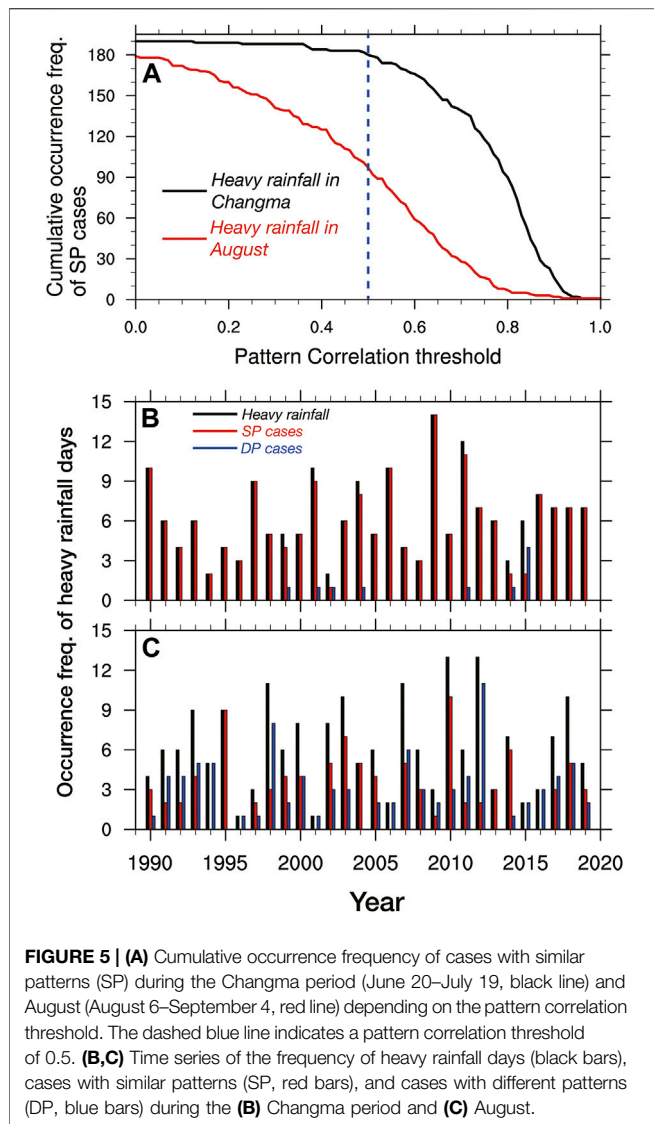 Cumulative occurrence freq.
of SP cases
A
180
150
120
90
60
30
0
Heavy rainfall in
Changma
Heavy rainfall in
August
0.0 0.2 0.4 0.6 0.8 1.0
Pattern Correlation threshold
Occurrence freq. of heavy rainfall days
B
15
12
9
6
3
0
Heavy rainfall
SP cases
DP cases
C
15
12
9
6
3
0
1990 1995 2000 2005 2010 2015 2020
Year
FIGURE 5 | (A) Cumulative occurrence frequency of cases with similar
patterns (SP) during the Changma period (June 20–July 19, black line) and
August (August 6–September 4, red line) depending on the pattern correlation
threshold. The dashed blue line indicates a pattern correlation threshold
of 0.5. (B,C) Time series of the frequency of heavy rainfall days (black bars),
cases with similar patterns (SP, red bars), and cases with different patterns
(DP, blue bars) during the (B) Changma period and (C) August.